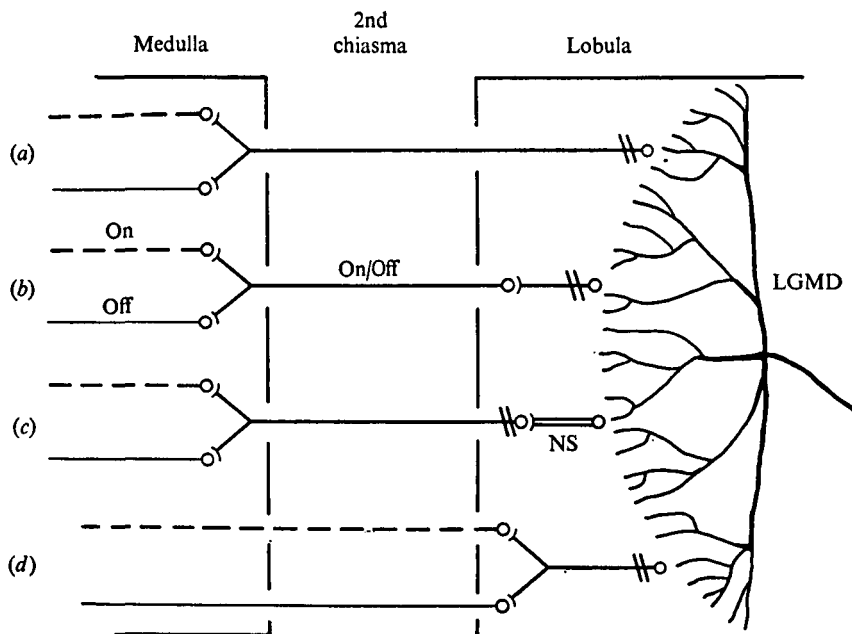 Medulla
2nd
chiasma
Lobula
(a)
On
On/Off
(b)
Off
LGMD
(c)
NS
(d)